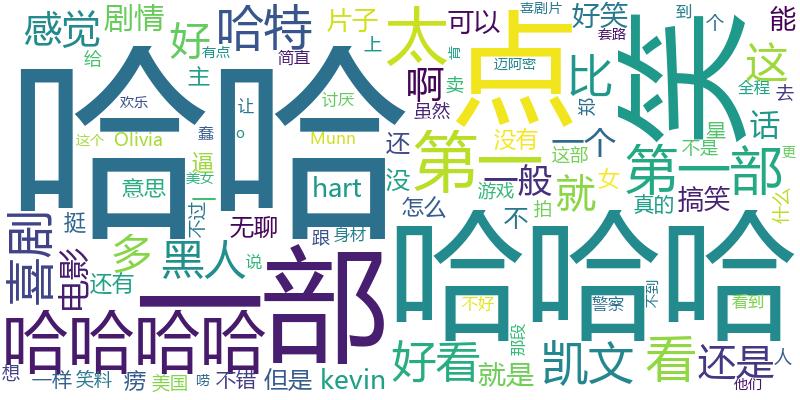 感觉
剧情
好
哈特
片子
可以
喜剧片
到
个
好笑
能
给
主
有点
简直
上
太
点
套路
这
哈哈
欢乐
让
讨厌
啊
肯
卖
迈阿密
比
郑
笑
全程
去
这个
Olivia
蠢
o
Munn
虽然
还
第一
没有
一个
星
话
不是
更
意思
逼
美女
一
hart
没
一般
游戏
这部
就
女
第一部
真的
搞笑
什么
喜剧
挺
不过
无聊
跟
身材
怎么
不
拍
电影
多
黑人
说
还有
一部
哈哈哈
不好
警察
不到
看到
哈哈哈哈
想
一样
笑料
痨
美国
唠
不错
但是
kevin
好看
就是
那段
凯文
看
还是
人
他们